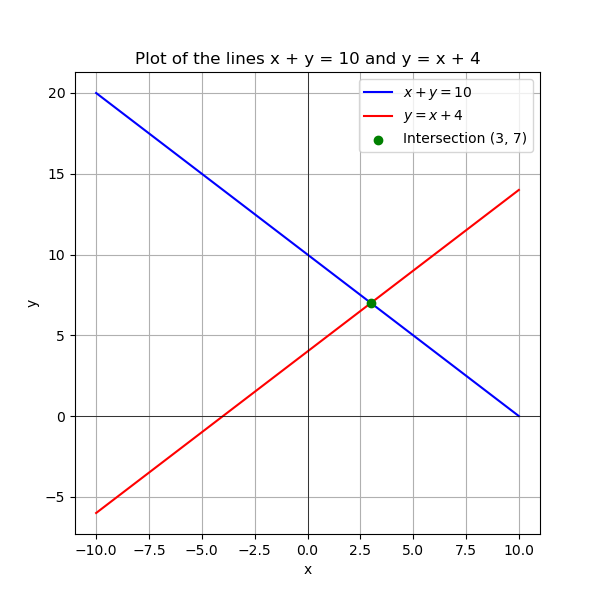 Plot of the lines x + y = 10 and y = x + 4
x + y = 10
y = x + 4
Intersection (3, 7)
20
15
10
5
0
−5
y
−10.0 −7.5 −5.0 −2.5 0.0 2.5 5.0 7.5 10.0
x